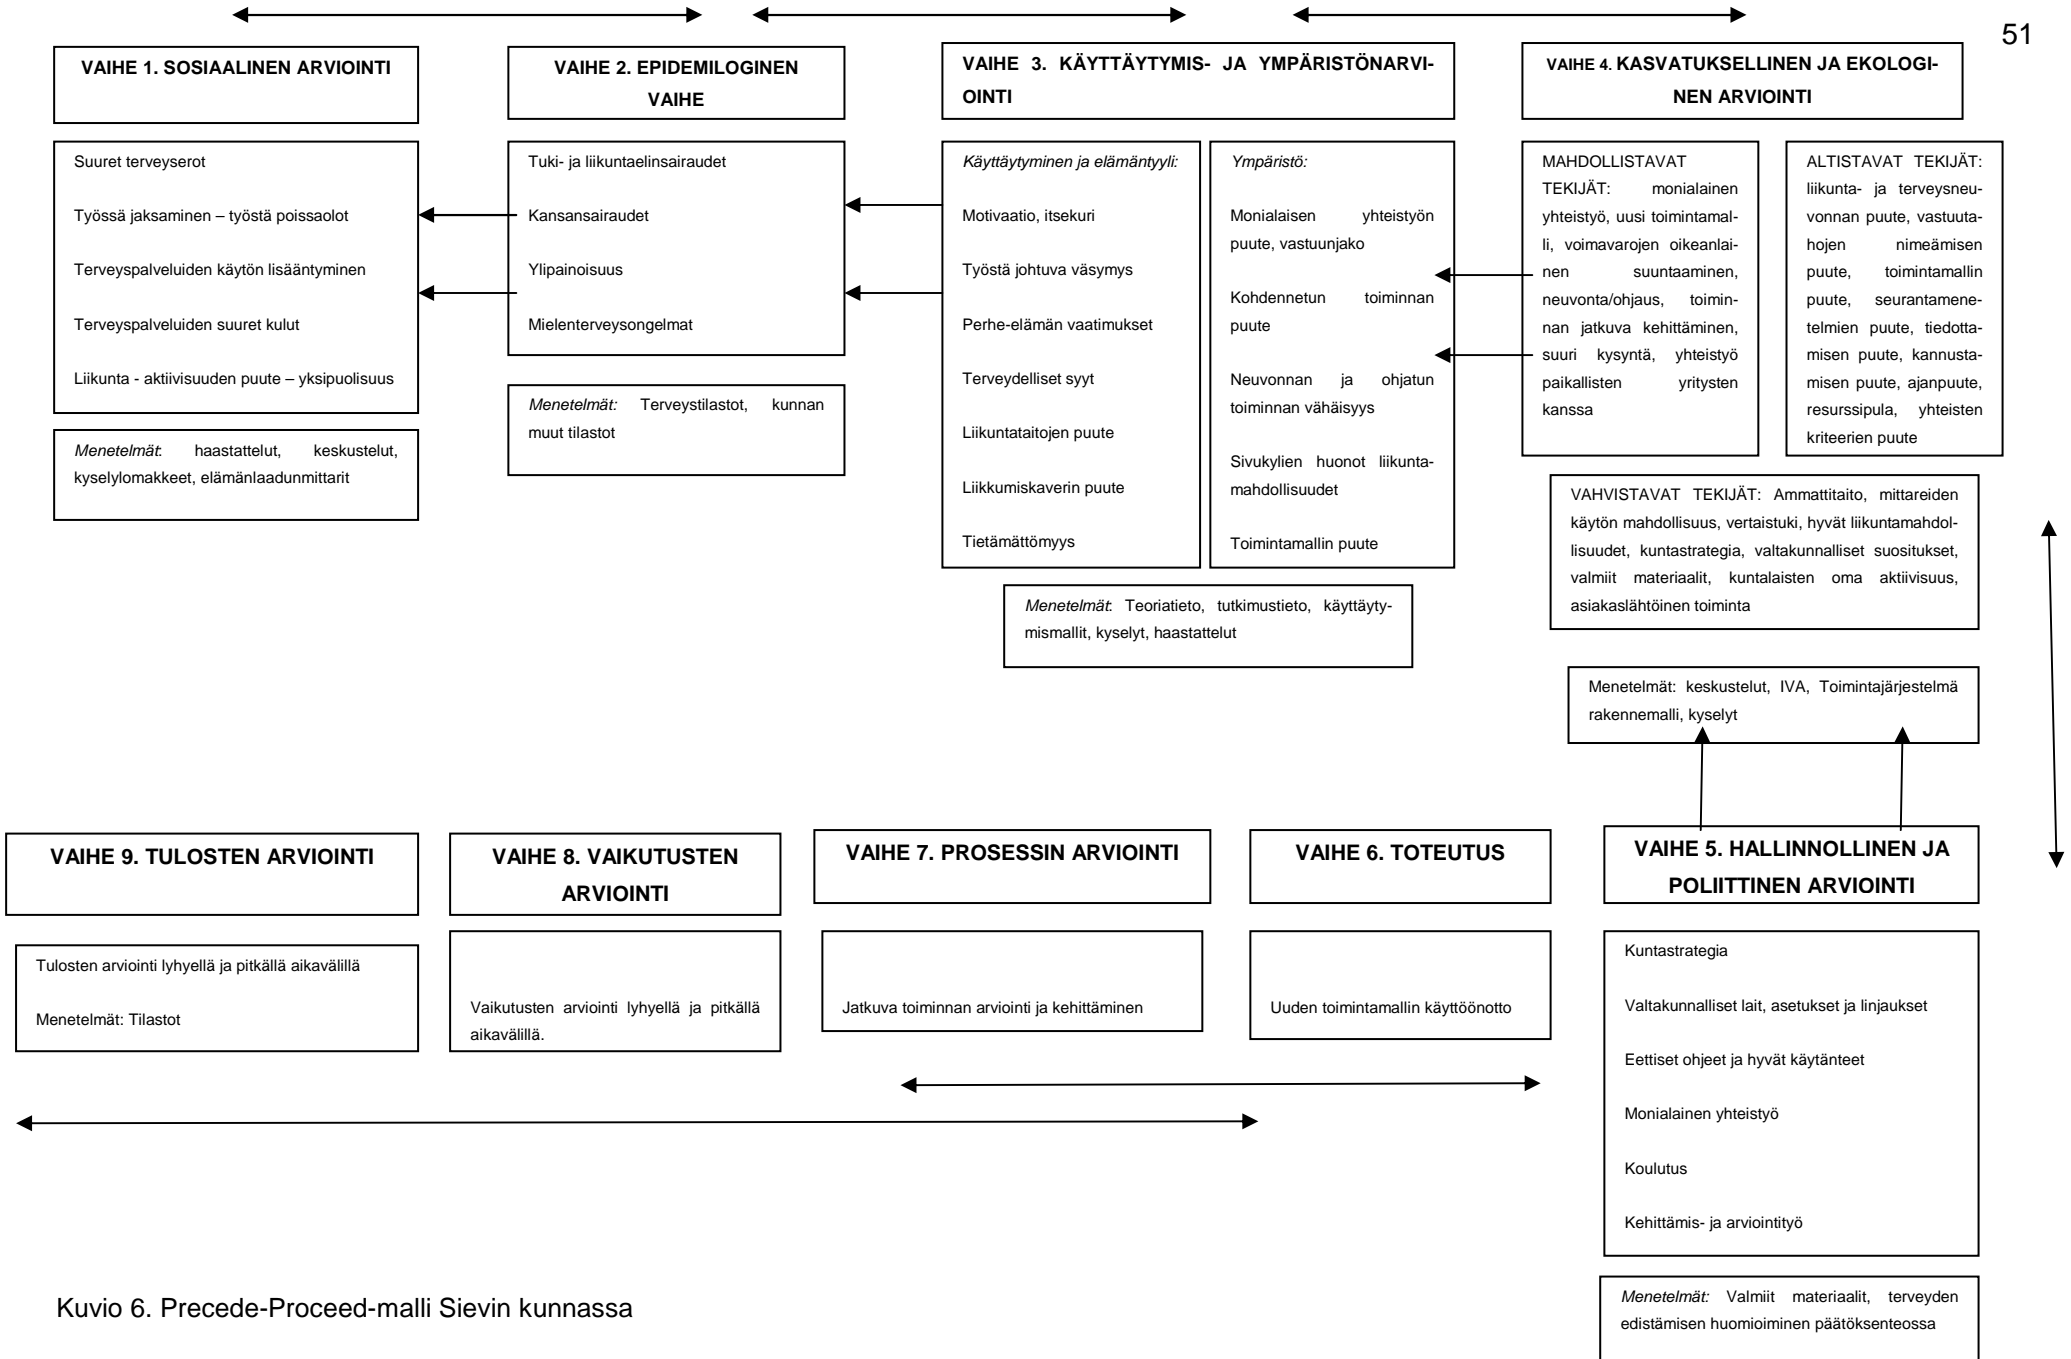 51
VAIHE 1. SOSIAALINEN ARVIOINTI
VAIHE 2. EPIDEMILOGINEN
VAIHE
VAIHE 3. KÄYTTÄYTYMIS- JA YMPÄRISTÖNARVI-
OINTI
VAIHE 4. KASVATUKSELLINEN JA EKOLOGI-
NEN ARVIOINTI
Suuret terveyserot
Työssä jaksaminen – työstä poissaolot
Terveyspalveluiden käytön lisääntyminen
Terveyspalveluiden suuret kulut
Liikunta - aktiivisuuden puute – yksipuolisuus
Menetelmät: haastattelut, keskustelut,
kyselylomakkeet, elämänlaadunmittarit
Tuki- ja liikuntaelinsairaudet
Kansansairaudet
Ylipainoisuus
Mielenterveysongelmat
Menetelmät: Terveystilastot, kunnan
muut tilastot
Käyttäytyminen ja elämäntyyli:
Motivaatio, itsekuri
Työstä johtuva väsymys
Perhe-elämän vaatimukset
Terveydelliset syyt
Liikuntataitojen puute
Liikkumiskaverin puute
Tietämättömyys
Ympäristö:
Monialaisen yhteistyön
puute, vastuunjako
Kohdennetun toiminnan
puute
Neuvonnan ja ohjatun
toiminnan vähäisyys
Sivukylien huonot liikunta-
mahdollisuudet
Toimintamallin puute
Menetelmät: Teoriatieto, tutkimustieto, käyttäyty-
mismallit, kyselyt, haastattelut
MAHDOLLISTAVAT
TEKIJÄT: monialainen
yhteistyö, uusi toimintamal-
li, voimavarojen oikeanlai-
nen suuntaaminen,
neuvonta/ohjaus, toimin-
nan jatkuva kehittäminen,
suuri kysyntä, yhteistyö
paikallisten yritysten
kanssa
ALTISTAVAT TEKIJÄT:
liikunta- ja terveysneu-
vonnan puute, vastuuta-
hojen nimeämisen
puute, toimintamallin
puute, seurantamene-
telmien puute, tiedotta-
misen puute, kannusta-
misen puute, ajanpuute,
resurssipula, yhteisten
kriteerien puute
VAHVISTAVAT TEKIJÄT: Ammattitaito, mittareiden
käytön mahdollisuus, vertaistuki, hyvät liikuntamahdol-
lisuudet, kuntastrategia, valtakunnalliset suositukset,
valmiit materiaalit, kuntalaisten oma aktiivisuus,
asiakaslähtöinen toiminta
Menetelmät: keskustelut, IVA, Toimintajärjestelmä
rakennemalli, kyselyt
VAIHE 9. TULOSTEN ARVIOINTI
VAIHE 8. VAIKUTUSTEN
ARVIOINTI
VAIHE 7. PROSESSIN ARVIOINTI
VAIHE 6. TOTEUTUS
VAIHE 5. HALLINNOLLINEN JA
POLIITTINEN ARVIOINTI
Tulosten arviointi lyhyellä ja pitkällä aikavälillä
Menetelmät: Tilastot
Vaikutusten arviointi lyhyellä ja pitkällä
aikavälillä.
Jatkuva toiminnan arviointi ja kehittäminen
Uuden toimintamallin käyttöönotto
Kuntastrategia
Valtakunnalliset lait, asetukset ja linjaukset
Eettiset ohjeet ja hyvät käytänteet
Monialainen yhteistyö
Koulutus
Kehittämis- ja arviointityö
Menetelmät: Valmiit materiaalit, terveyden
edistämisen huomioiminen päätöksenteossa
Kuvio 6. Precede-Proceed-malli Sievin kunnassa